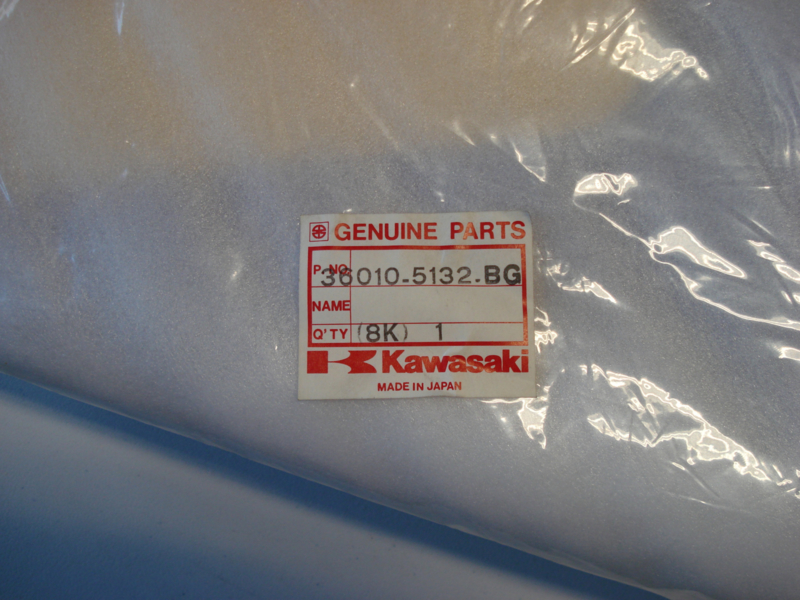 GENUINE PARTS
P. NO. 36010-5132-BG
NAME
Q'TY (8K) 1
Kawasaki
MADE IN JAPAN